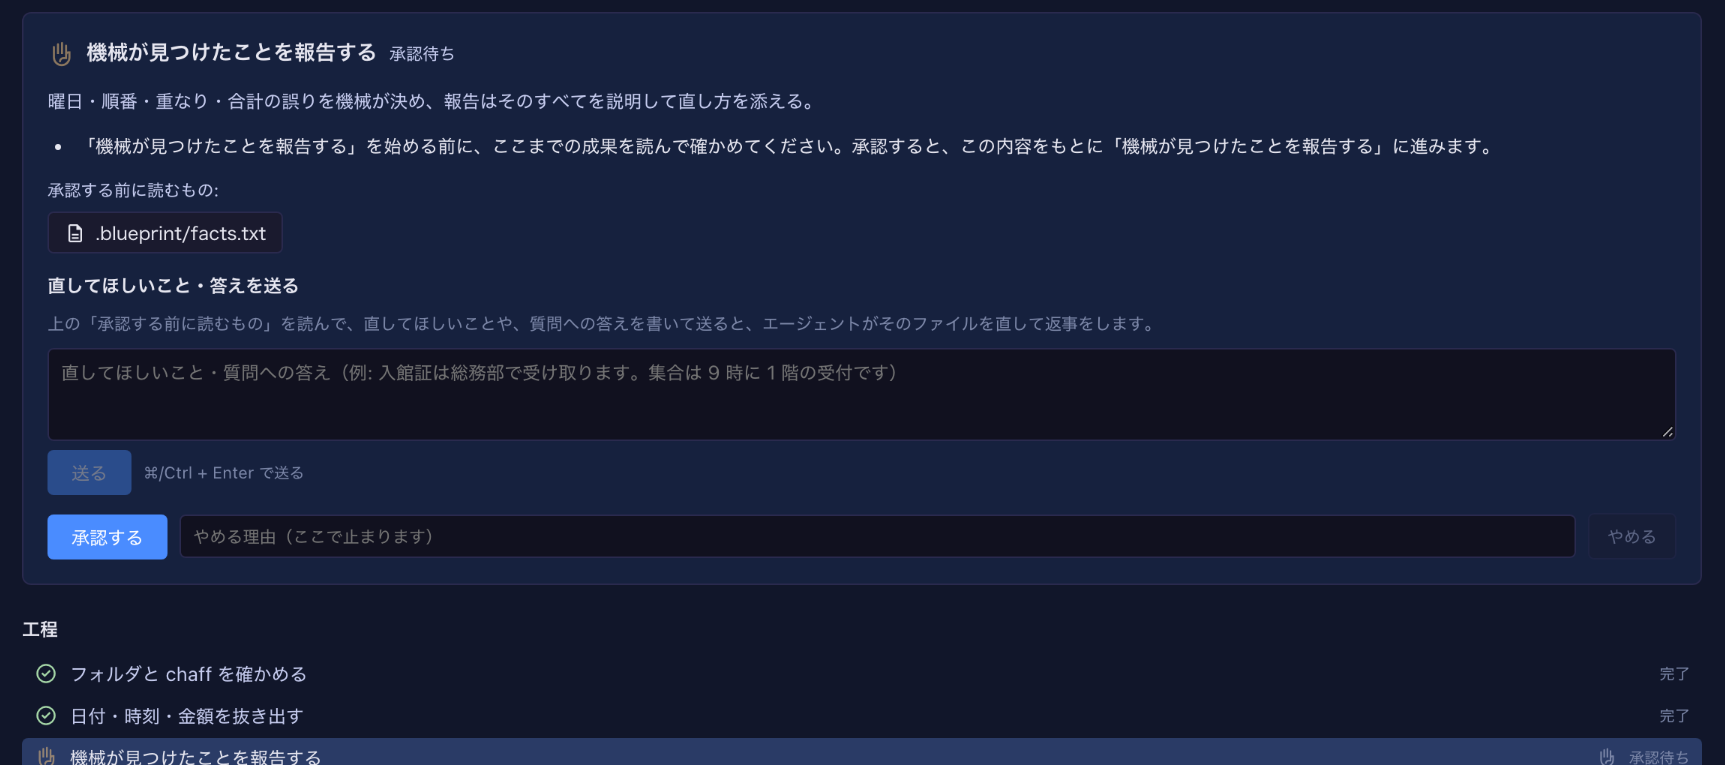 機械が見つけたことを報告する 承認待ち
曜日・順番・重なり・合計の誤りを機械が決め、報告はそのすべてを説明して直し方を添える。
• 「機械が見つけたことを報告する」を始める前に、ここまでの成果を読んで確かめてください。承認すると、この内容をもとに「機械が見つけたことを報告する」に進みます。
承認する前に読むもの:
.blueprint/facts.txt
直してほしいこと・答えを送る
上の「承認する前に読むもの」を読んで、直してほしいことや、質問への答えを書いて送ると、エージェントがそのファイルを直して返事をします。
直してほしいこと・質問への答え（例: 入館証は総務部で受け取ります。集合は 9 時に 1 階の受付です）
送る ⌘/Ctrl + Enter で送る
承認する やめる理由（ここで止まります） やめる
工程
フォルダと chaff を確かめる 完了
日付・時刻・金額を抜き出す 完了
機械が見つけたことを報告する 承認待ち